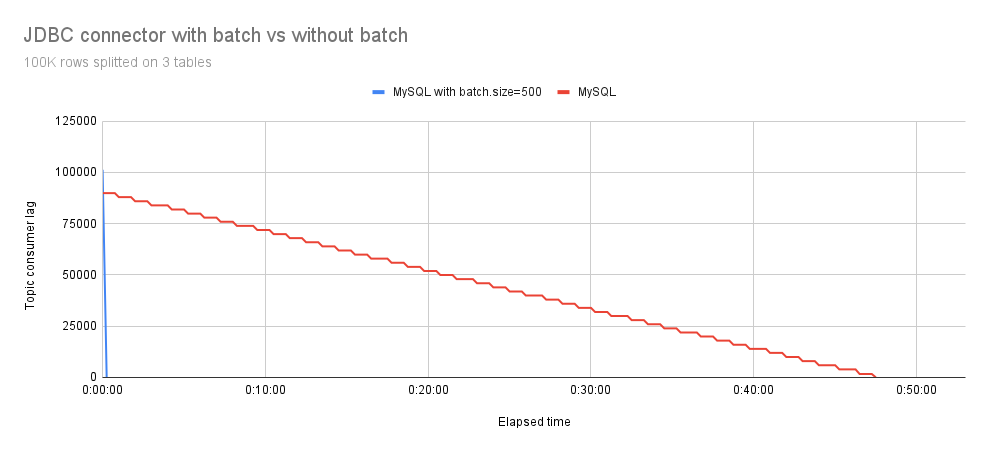 JDBC connector with batch vs without batch
100K rows splitted on 3 tables
MySQL with batch.size=500 MySQL
125000
100000
75000
50000
25000
0
Topic consumer lag
0:00:00 0:10:00 0:20:00 0:30:00 0:40:00 0:50:00
Elapsed time